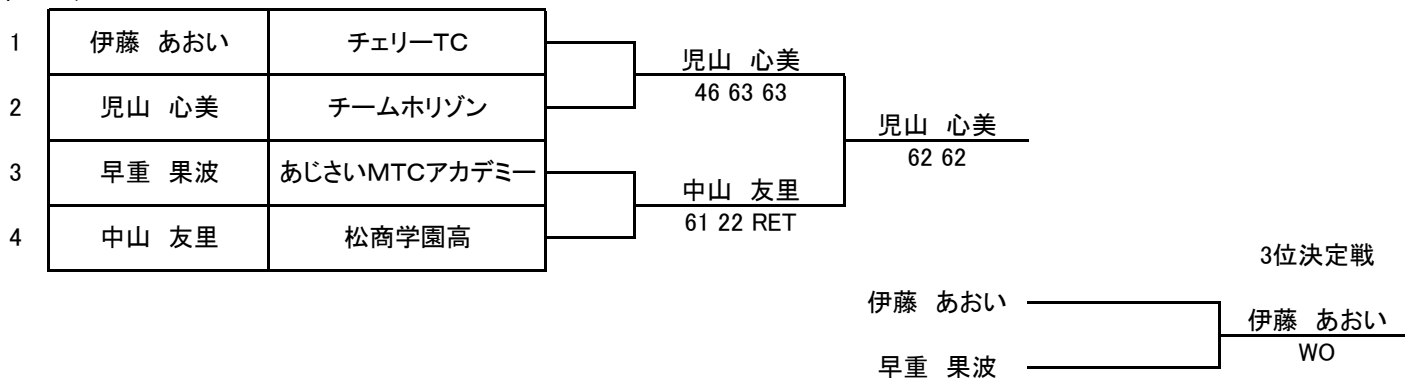 1 伊藤 あおい チェリーTC
児山 心美
46 63 63
2 児山 心美 チームホリゾン
児山 心美
62 62
3 早重 果波 あじさいMTCアカデミー
中山 友里
61 22 RET
4 中山 友里 松商学園高
3位決定戦
伊藤 あおい
伊藤 あおい
WO
早重 果波